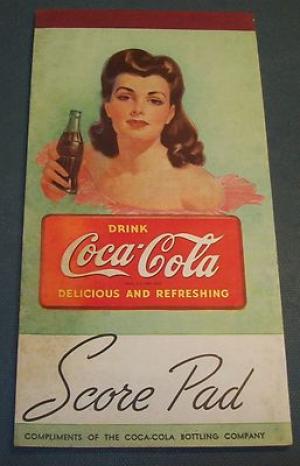 DRINK
Coca-Cola
DELICIOUS AND REFRESHING
Score Pad
COMPLIMENTS OF THE COCA-COLA BOTTLING COMPANY